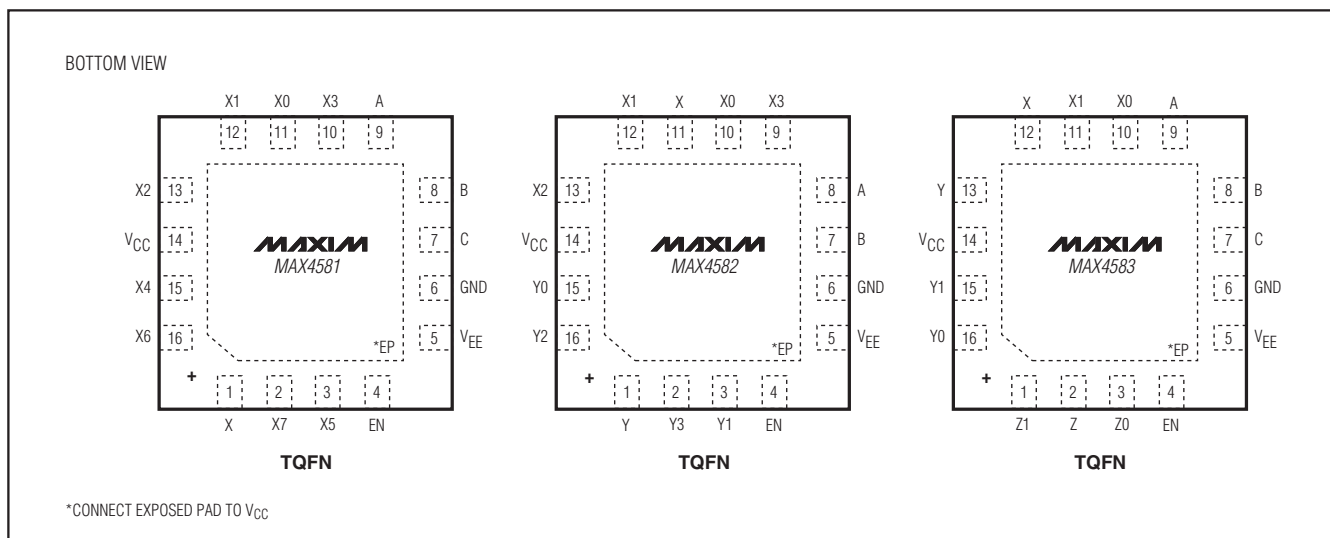 BOTTOM VIEW
X1 X0 X3 A
12 11 10 9
X2 13 8 B
VCC 14 7 C
X4 15 6 GND
X6 16 5 VEE
MAXIM
MAX4581
*EP
+ 1 2 3 4
X X7 X5 EN
TQFN
X1 X X0 X3
12 11 10 9
X2 13 8 A
VCC 14 7 B
Y0 15 6 GND
Y2 16 5 VEE
MAXIM
MAX4582
*EP
+ 1 2 3 4
Y Y3 Y1 EN
TQFN
X X1 X0 A
12 11 10 9
Y 13 8 B
VCC 14 7 C
Y1 15 6 GND
Y0 16 5 VEE
MAXIM
MAX4583
*EP
+ 1 2 3 4
Z1 Z Z0 EN
TQFN
*CONNECT EXPOSED PAD TO VCC